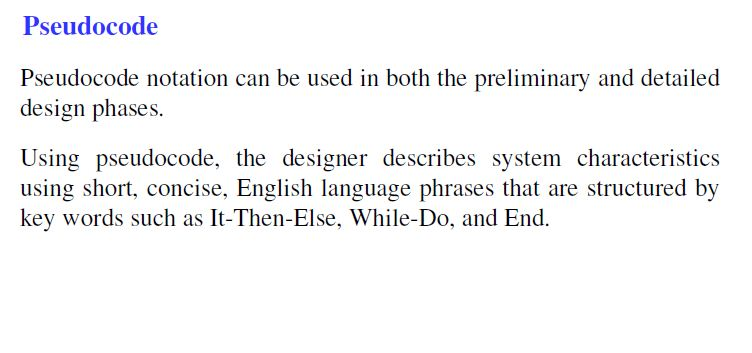 Pseudocode
Pseudocode notation can be used in both the preliminary and detailed
design phases.
Using pseudocode, the designer describes system characteristics
using short, concise, English language phrases that are structured by
key words such as It-Then-Else, While-Do, and End.